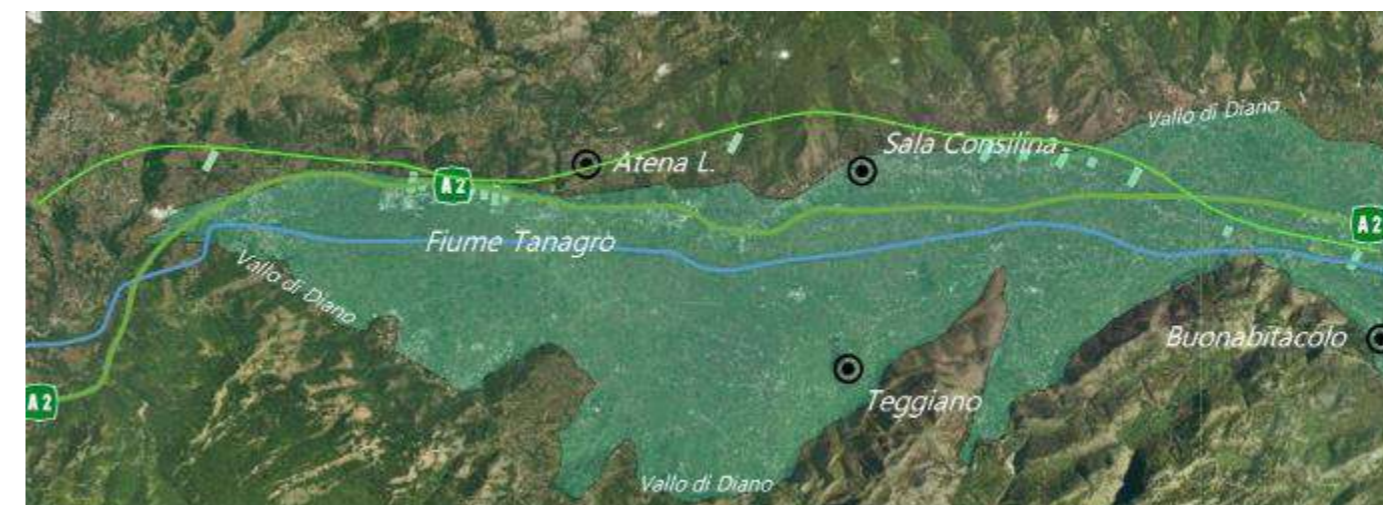 Vallo di Diano
Sala Consilina
Atena L.
A2
A2
Fiume Tanagro
Vallo di Diano
Buonabitacolo
A2
Teggiano
Vallo di Diano